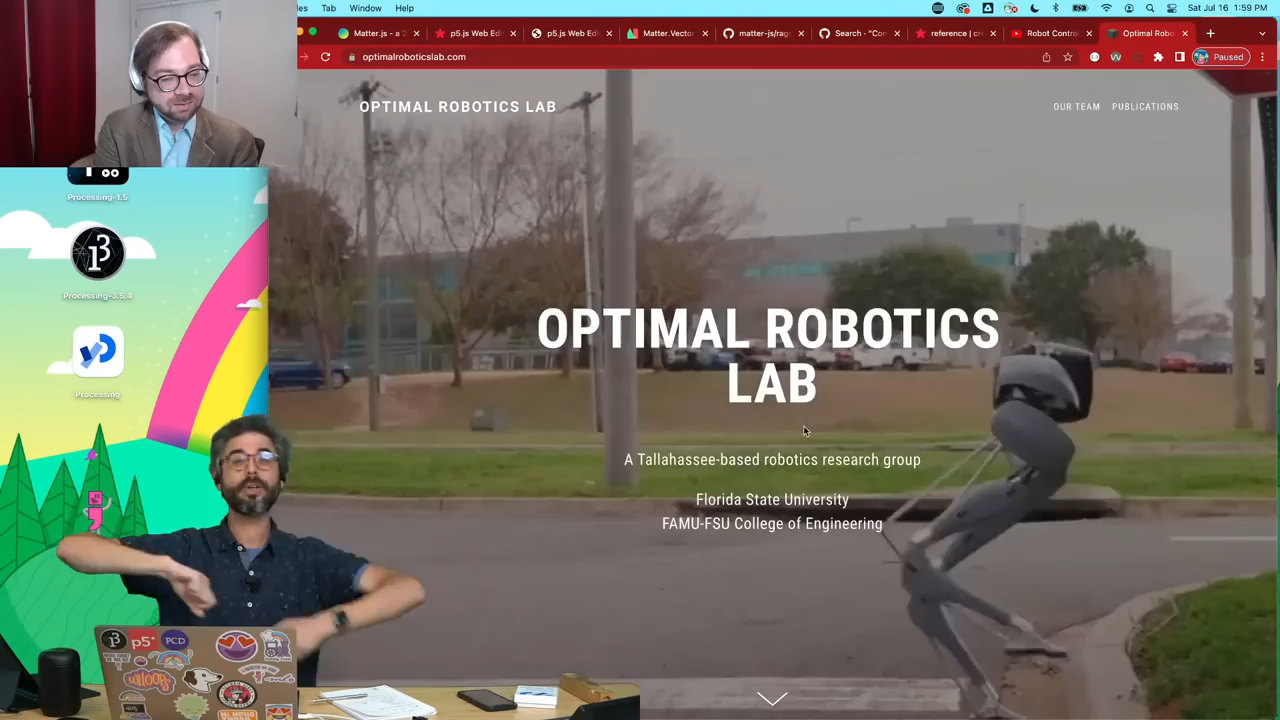 Tab Window Help
Sat Jul 16 1:59 PM
Matter.js - a 2
p5.js Web Edi
p5.js Web Edi
Matter.Vector
matter-js/rag
Search · "Con
reference | cr
Robot Control
Optimal Robo
optimalroboticslab.com
Paused
OPTIMAL ROBOTICS LAB
OUR TEAM PUBLICATIONS
OPTIMAL ROBOTICS
LAB
A Tallahassee-based robotics research group
Florida State University
FAMU-FSU College of Engineering
Processing-1.5
Processing-3.5.4
Processing
p5*
PCD
WHOOPS